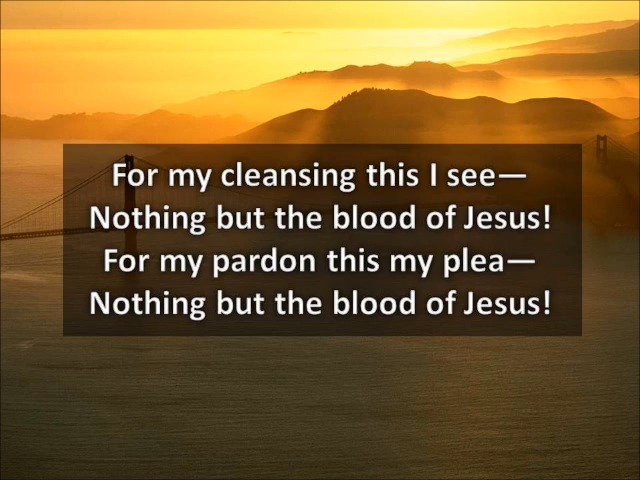 For my cleansing this I see—
Nothing but the blood of Jesus!
For my pardon this my plea—
Nothing but the blood of Jesus!